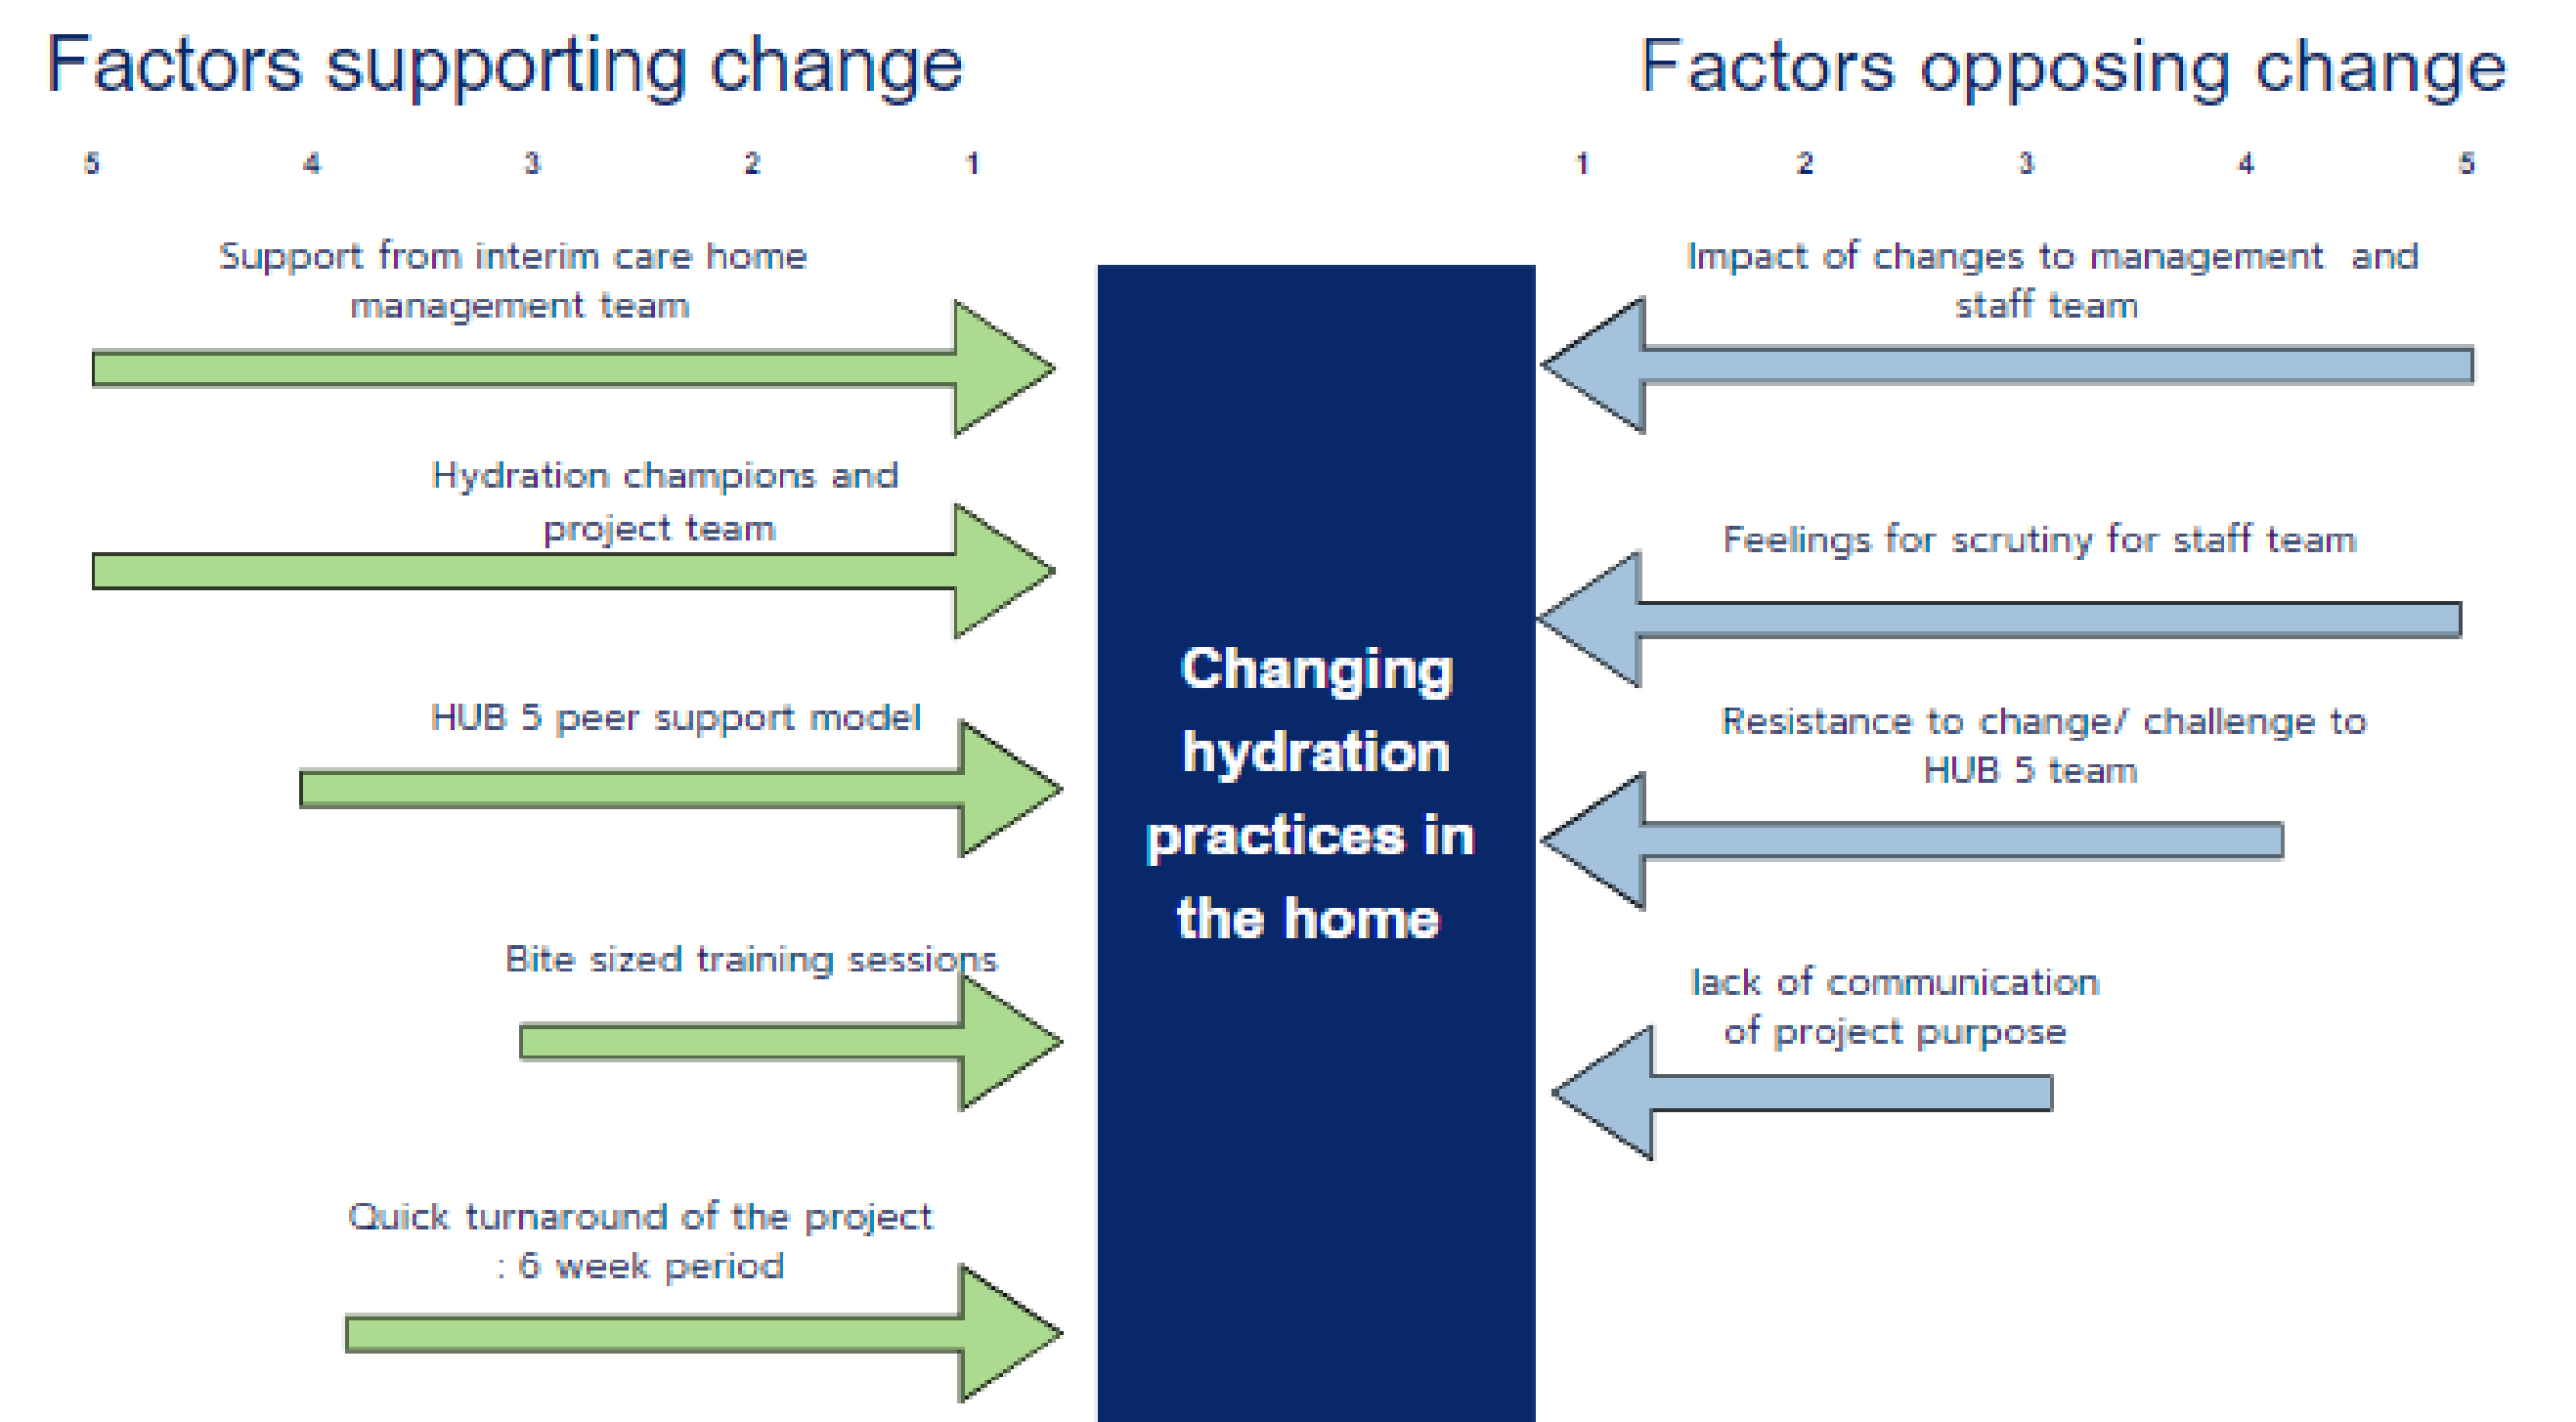 Factors supporting change
5 4 3 2 1
Support from interim care home
management team
Hydration champions and
project team
HUB 5 peer support model
Bite sized training sessions
Quick turnaround of the project
: 6 week period
Changing
hydration
practices in
the home
Factors opposing change
1 2 3 4 5
Impact of changes to management and
staff team
Feelings for scrutiny for staff team
Resistance to change/ challenge to
HUB 5 team
lack of communication
of project purpose